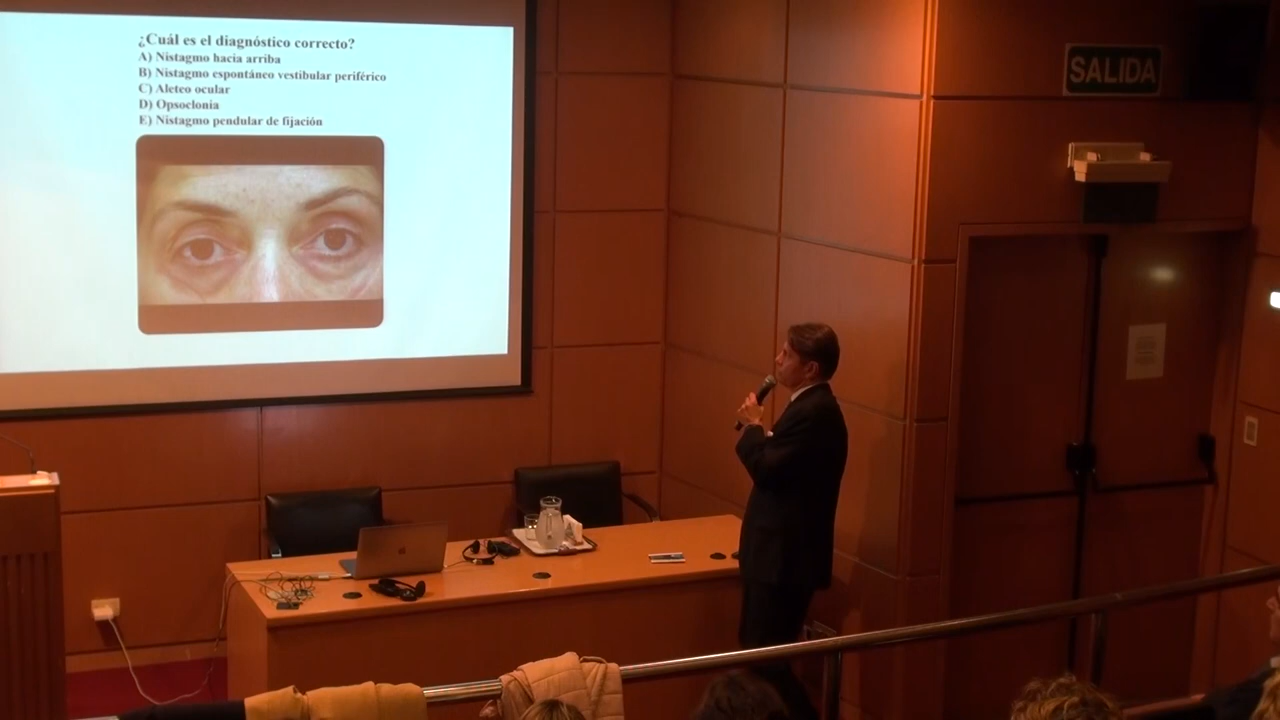 ¿Cuál es el diagnóstico correcto?
A) Nistagmo hacia arriba
B) Nistagmo espontáneo vestibular periférico
C) Aleteo ocular
D) Opsoclonia
E) Nistagmo pendular de fijación
SALIDA